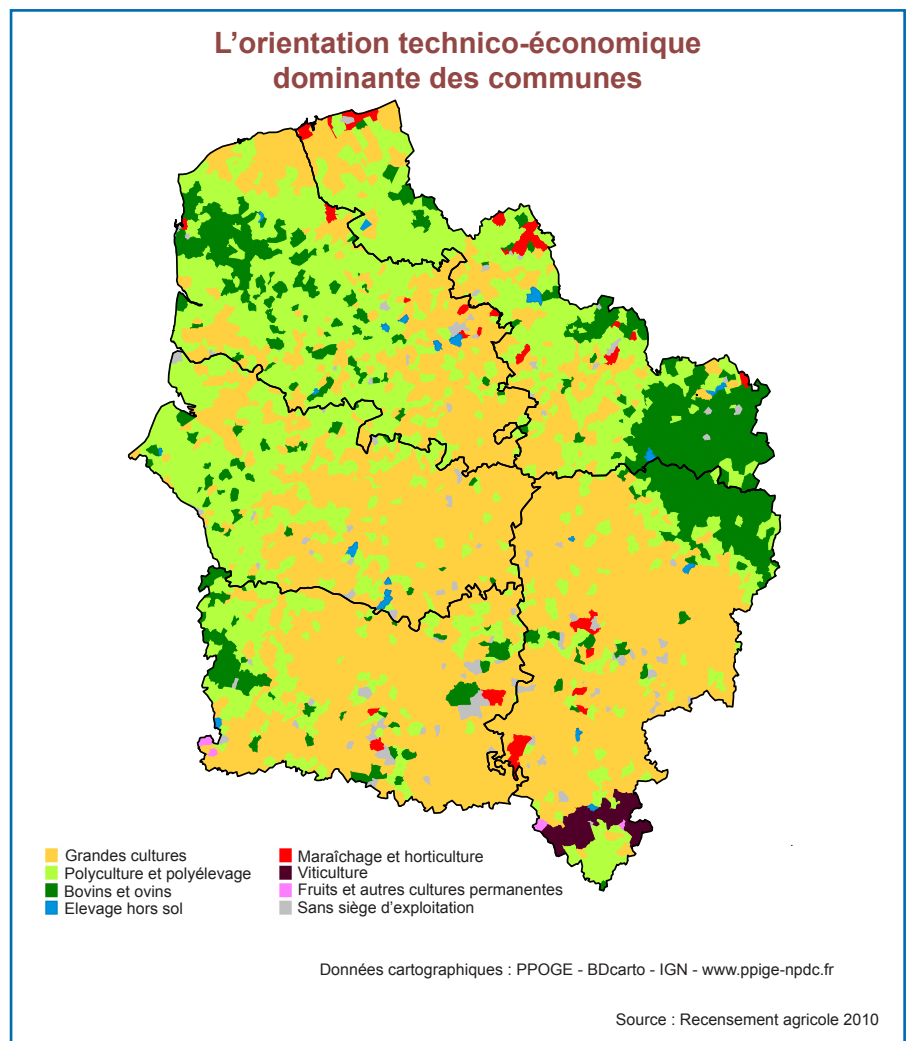 L’orientation technico-économique
dominante des communes
Grandes cultures
Polyculture et polyélevage
Bovins et ovins
Elevage hors sol
Maraîchage et horticulture
Viticulture
Fruits et autres cultures permanentes
Sans siège d’exploitation
Données cartographiques : PPOGE - BDcarto - IGN - www.ppige-npdc.fr
Source : Recensement agricole 2010